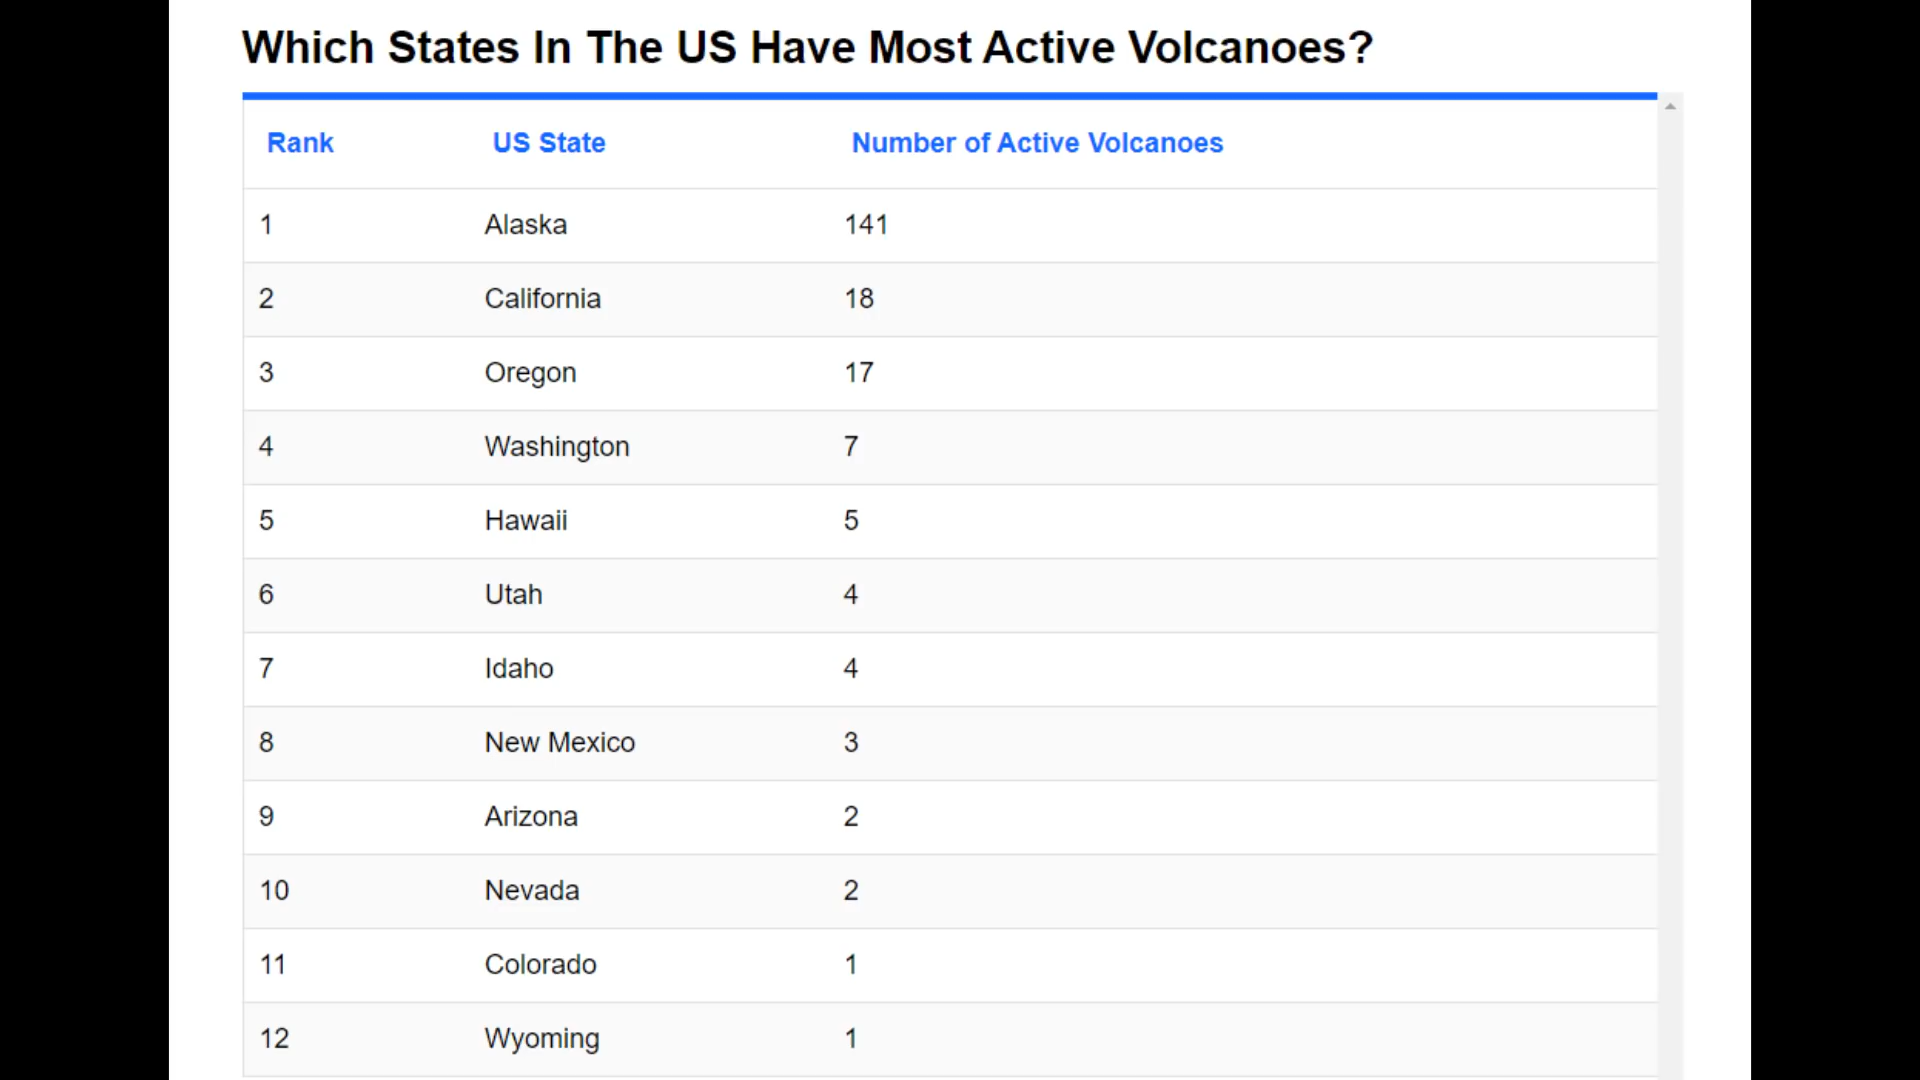 Which States In The US Have Most Active Volcanoes?
Rank US State Number of Active Volcanoes
1 Alaska 141
2 California 18
3 Oregon 17
4 Washington 7
5 Hawaii 5
6 Utah 4
7 Idaho 4
8 New Mexico 3
9 Arizona 2
10 Nevada 2
11 Colorado 1
12 Wyoming 1